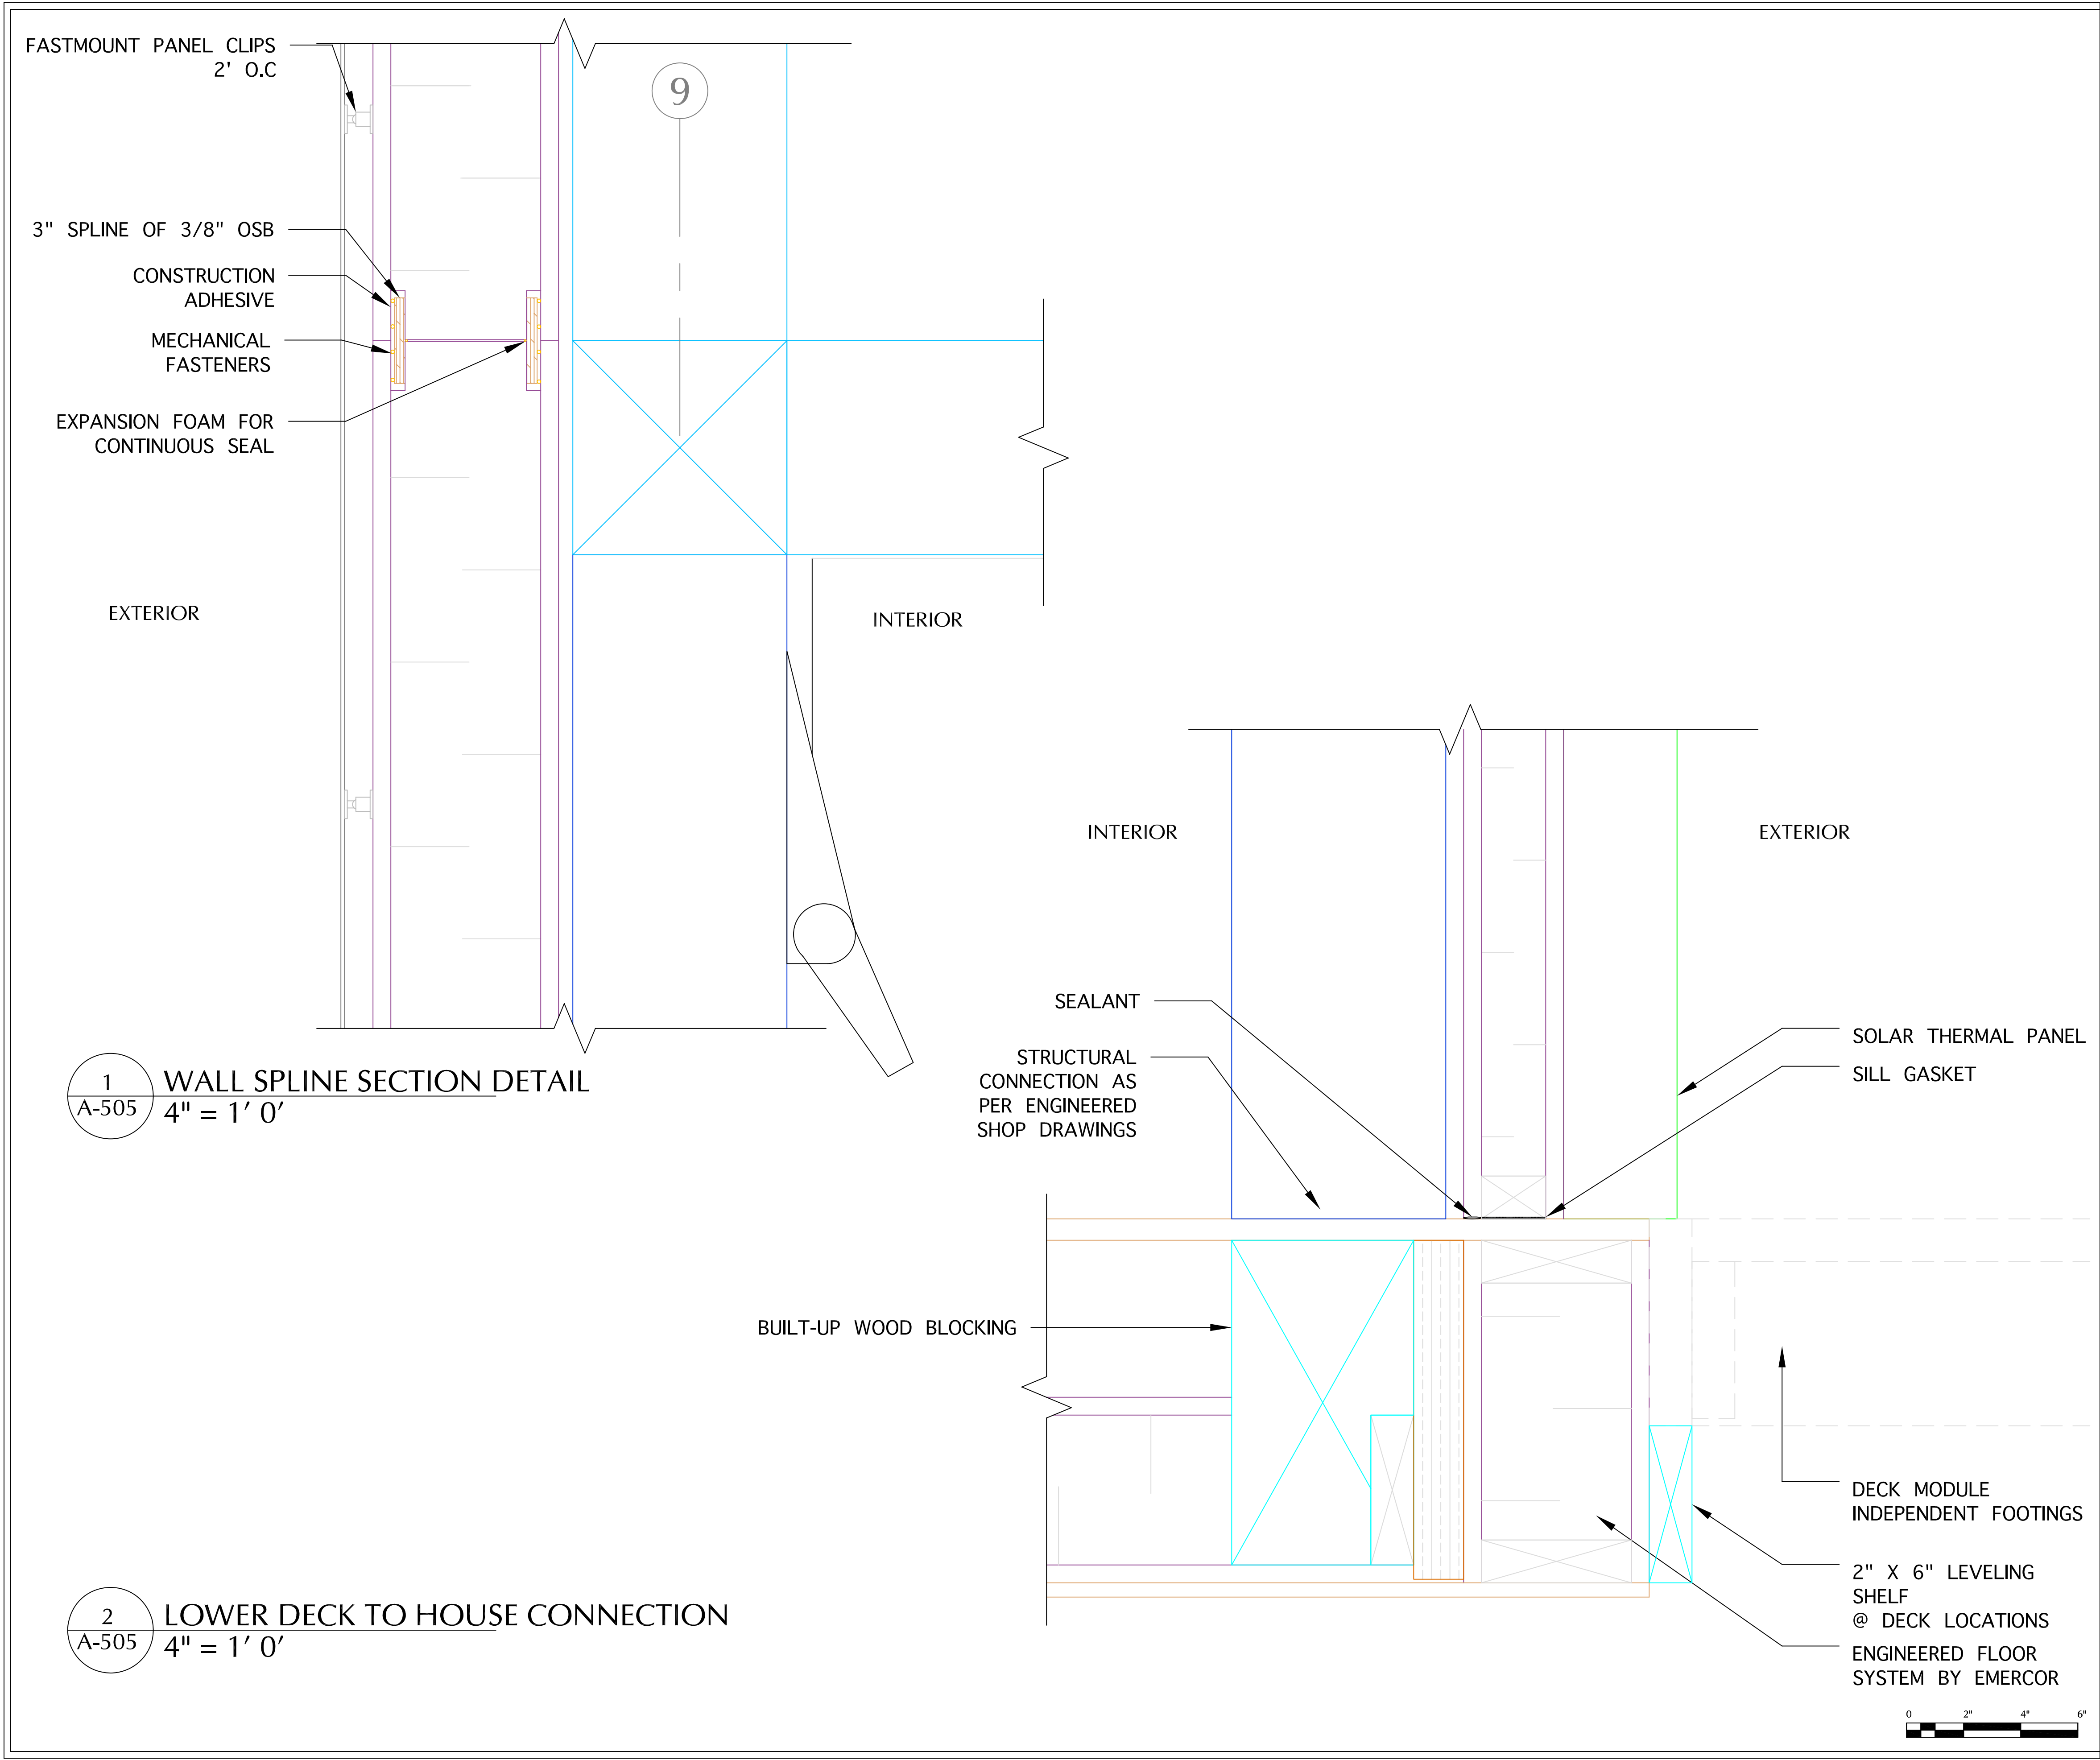 FASTMOUNT PANEL CLIPS
2' O.C
9
3" SPLINE OF 3/8" OSB
CONSTRUCTION
ADHESIVE
MECHANICAL
FASTENERS
EXPANSION FOAM FOR
CONTINUOUS SEAL
EXTERIOR
INTERIOR
1
A-505
WALL SPLINE SECTION DETAIL
4" = 1' 0'
INTERIOR
EXTERIOR
SEALANT
STRUCTURAL
CONNECTION AS
PER ENGINEERED
SHOP DRAWINGS
SOLAR THERMAL PANEL
SILL GASKET
BUILT-UP WOOD BLOCKING
DECK MODULE
INDEPENDENT FOOTINGS
2" X 6" LEVELING
SHELF
@ DECK LOCATIONS
ENGINEERED FLOOR
SYSTEM BY EMERCOR
2
A-505
LOWER DECK TO HOUSE CONNECTION
4" = 1' 0'
0 2" 4" 6"